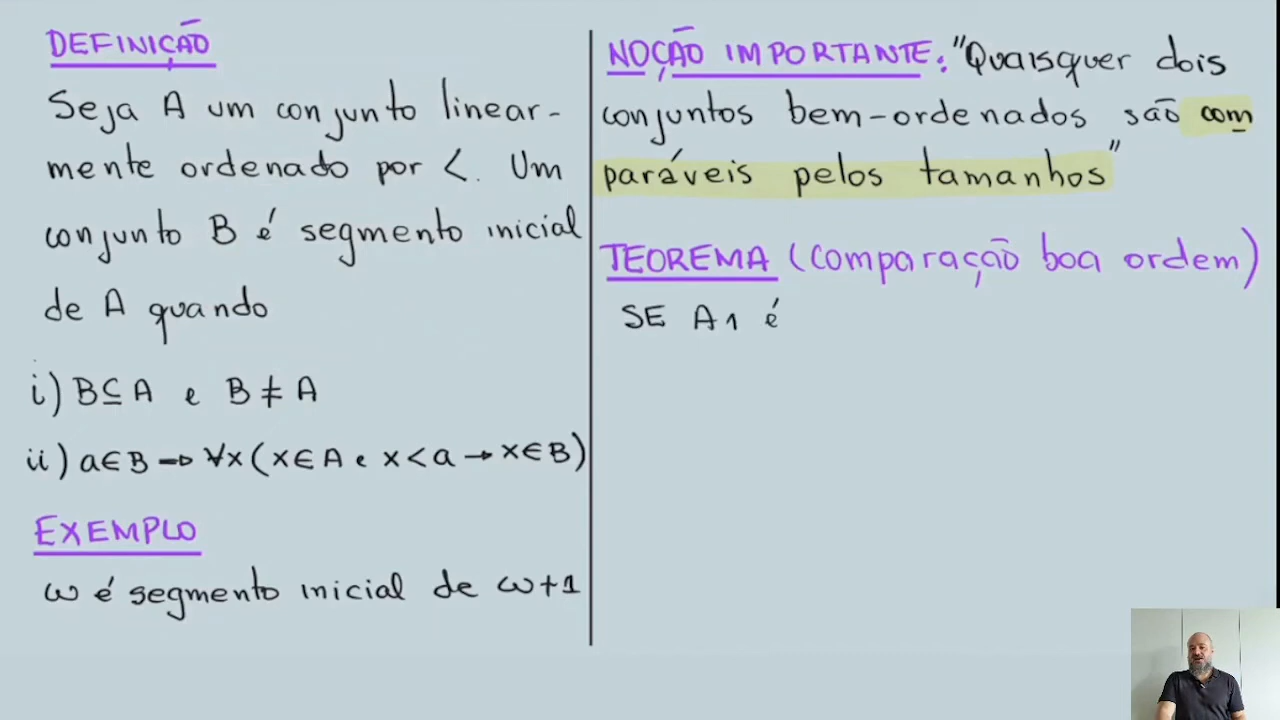 DEFINIÇÃO
Seja A um conjunto linear-
mente ordenado por <. Um
conjunto B é segmento inicial
de A quando
i) B⊆A e B≠A
ii) a∈B → ∀x(x∈A e x<a → x∈B)
EXEMPLO
ω é segmento inicial de ω+1
NOÇÃO IMPORTANTE: "Quaisquer dois
conjuntos bem-ordenados são com
paráveis pelos tamanhos"
TEOREMA (comparação boa ordem)
SE A1 é